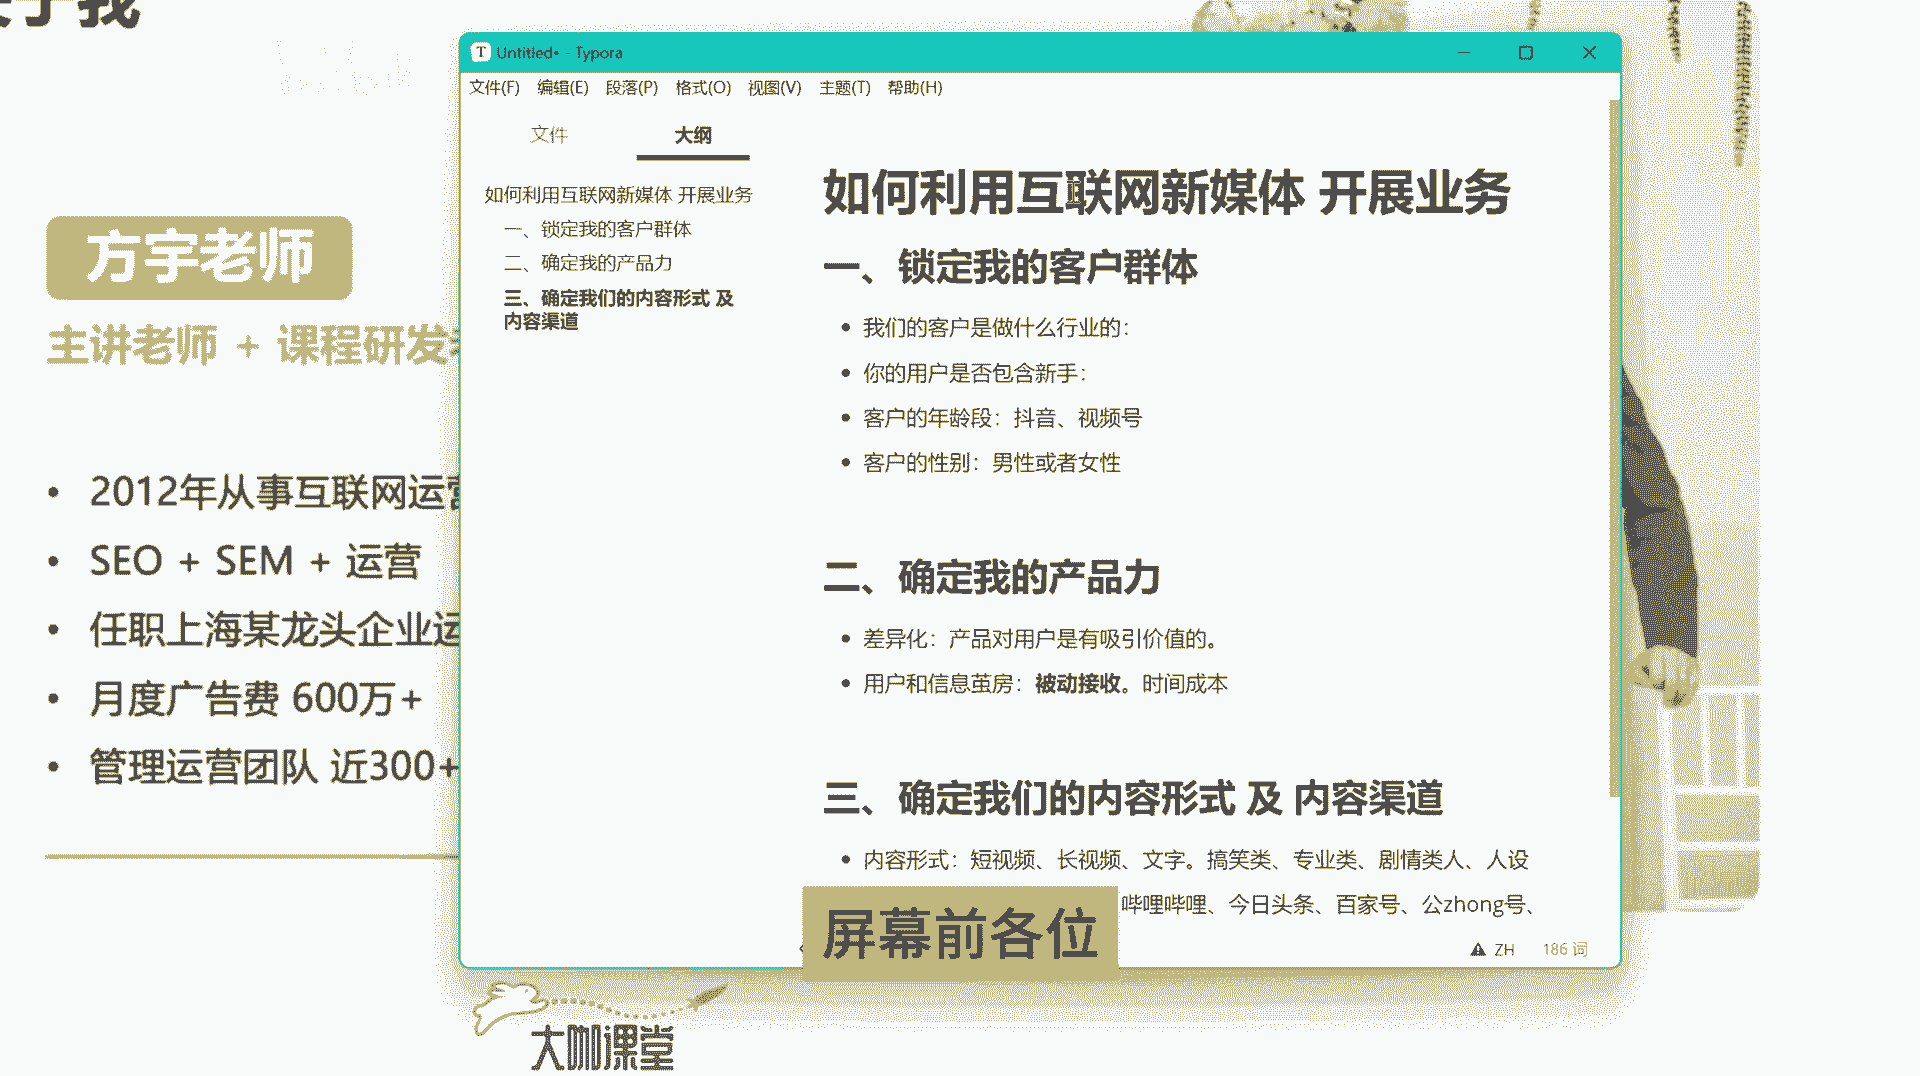 Untitled• - Typora
文件(F) 编辑(E) 段落(P) 格式(O) 视图(V) 主题(T) 帮助(H)
文件 大纲
如何利用互联网新媒体 开展业务
一、锁定我的客户群体
二、确定我的产品力
三、确定我们的内容形式 及
内容渠道
如何利用互联网新媒体 开展业务
一、锁定我的客户群体
我们的客户是做什么行业的：
你的用户是否包含新手：
客户的年龄段：抖音、视频号
客户的性别：男性或者女性
二、确定我的产品力
差异化：产品对用户是有吸引价值的。
用户和信息茧房：被动接收。时间成本
三、确定我们的内容形式 及 内容渠道
内容形式：短视频、长视频、文字。搞笑类、专业类、剧情类人、人设
哔哩哔哩、今日头条、百家号、公zhong号、
ZH 186 词
方宇老师
主讲老师 + 课程研发
• 2012年从事互联网运营
• SEO + SEM + 运营
• 任职上海某龙头企业运
• 月度广告费 600万+
• 管理运营团队 近300+
屏幕前各位
大咖课堂